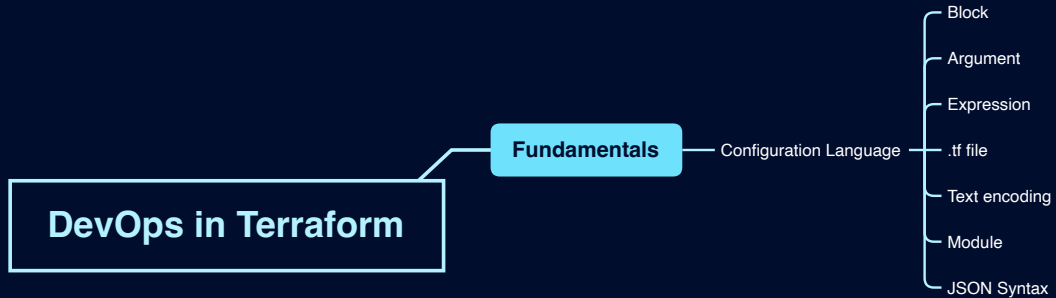 DevOps in Terraform
Fundamentals
Configuration Language
Block
Argument
Expression
.tf file
Text encoding
Module
JSON Syntax